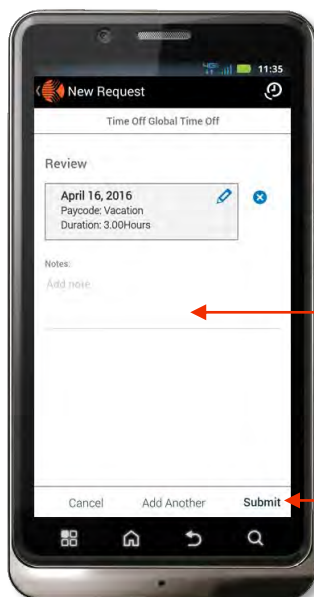 4G 11:35
New Request
Time Off Global Time Off
Review
April 16, 2016
Paycode: Vacation
Duration: 3.00Hours
Notes:
Add note
Cancel Add Another Submit